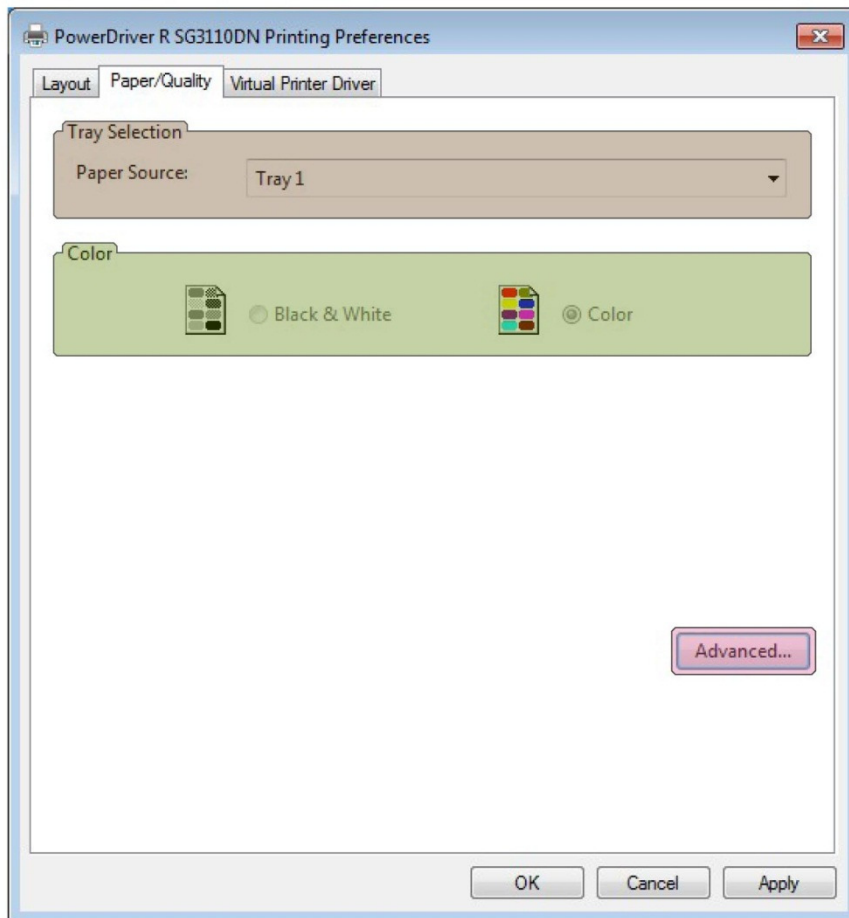 PowerDriver R SG3110DN Printing Preferences
Layout Paper/Quality Virtual Printer Driver
Tray Selection
Paper Source: Tray 1
Color
Black & White Color
Advanced...
OK Cancel Apply